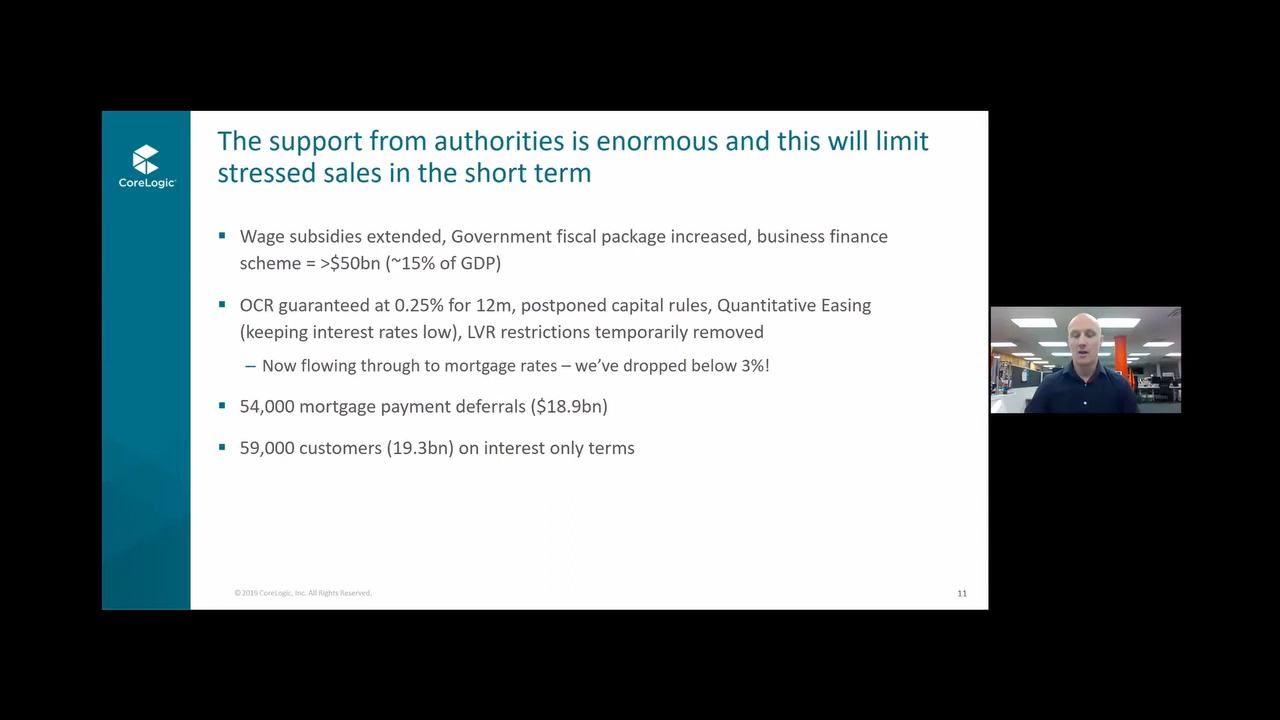 CoreLogic
The support from authorities is enormous and this will limit
stressed sales in the short term
Wage subsidies extended, Government fiscal package increased, business finance
scheme = >$50bn (~15% of GDP)
OCR guaranteed at 0.25% for 12m, postponed capital rules, Quantitative Easing
(keeping interest rates low), LVR restrictions temporarily removed
– Now flowing through to mortgage rates – we’ve dropped below 3%!
54,000 mortgage payment deferrals ($18.9bn)
59,000 customers (19.3bn) on interest only terms
© 2019 CoreLogic, Inc. All Rights Reserved.
11